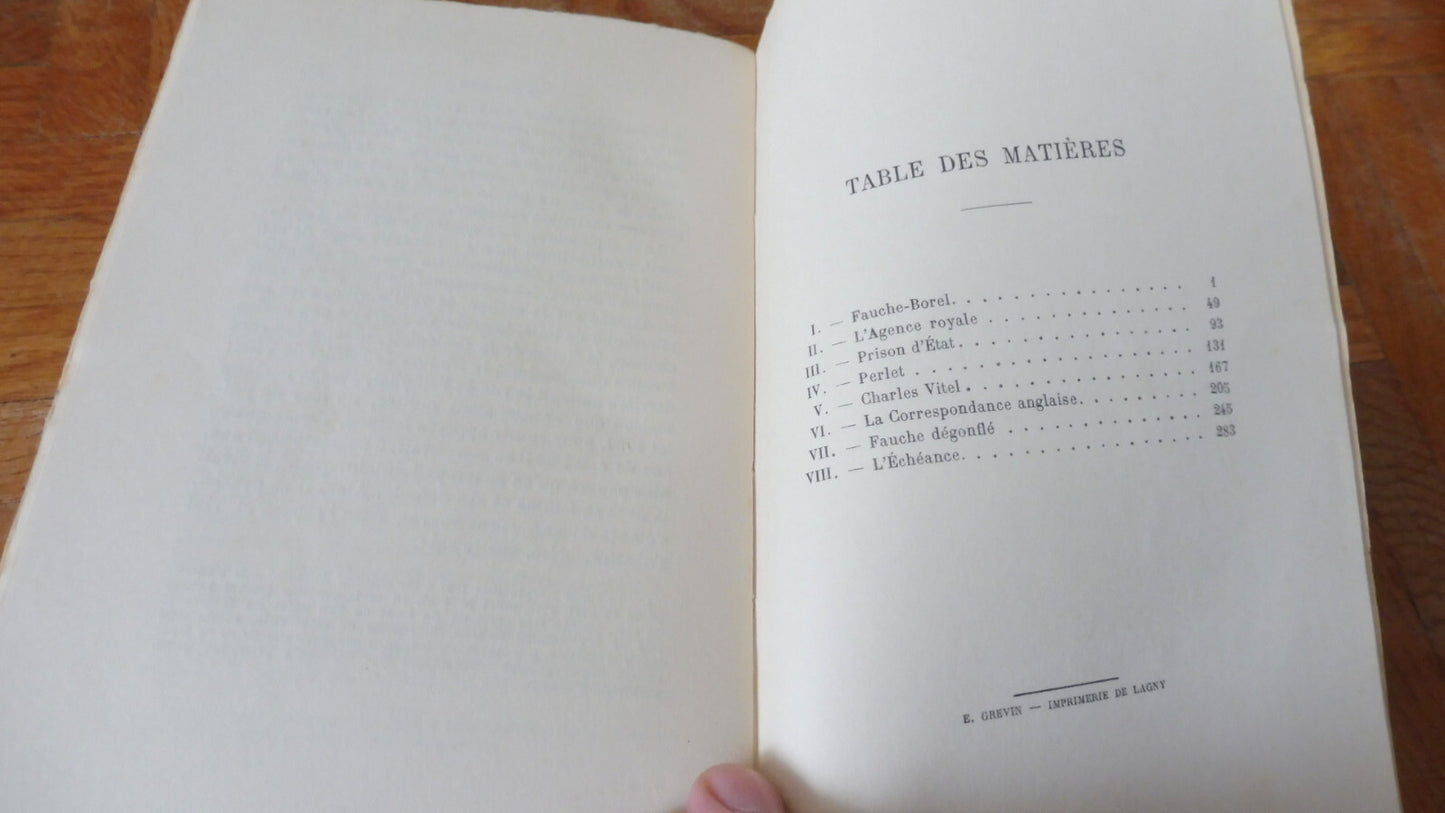 TABLE DES MATIÈRES
I. — Fauche-Borel. . . . . . . . . . . . 1
II. — L'Agence royale . . . . . . . . . . 49
III. — Prison d'État. . . . . . . . . . . . 93
IV. — Perlet . . . . . . . . . . . . . . 131
V. — Charles Vitel . . . . . . . . . . . . 167
VI. — La Correspondance anglaise. . . . . . . 205
VII. — Fauche dégonflé . . . . . . . . . . 245
VIII. — L'Échéance. . . . . . . . . . . . . 283
E. GREVIN — IMPRIMERIE DE LAGNY